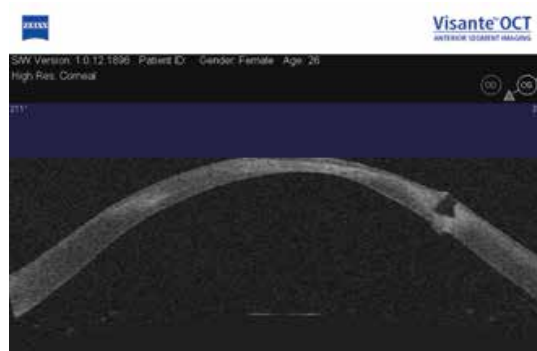 ZEISS
Visante™ OCT
ANTERIOR SEGMENT IMAGING
S/W Version: 1.0.12.1896 Patient ID: Gender: Female Age: 26
High Res. Corneal
OD OS
211°